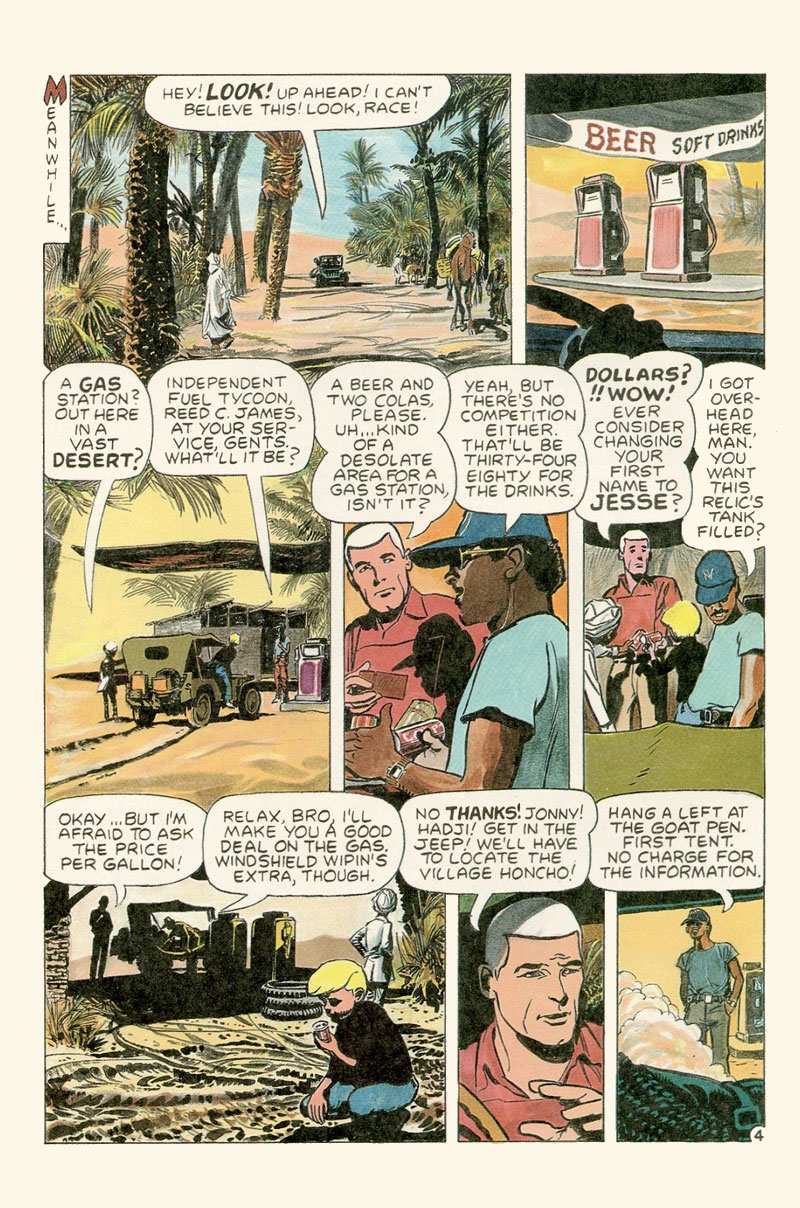 MEANWHILE...
HEY! LOOK! UP AHEAD! I CAN'T
BELIEVE THIS! LOOK, RACE!
BEER SOFT DRINKS
A GAS
STATION?
OUT HERE
IN A
VAST
DESERT?
INDEPENDENT
FUEL TYCOON,
REED C. JAMES,
AT YOUR SER-
VICE, GENTS.
WHAT'LL IT BE?
A BEER AND
TWO COLAS,
PLEASE.
UH...KIND
OF A
DESOLATE
AREA FOR A
GAS STATION,
ISN'T IT?
YEAH, BUT
THERE'S NO
COMPETITION
EITHER.
THAT'LL BE
THIRTY-FOUR
EIGHTY FOR
THE DRINKS.
DOLLARS?
!! WOW!
EVER
CONSIDER
CHANGING
YOUR
FIRST
NAME TO
JESSE?
I GOT
OVER-
HEAD
HERE,
MAN.
YOU
WANT
THIS
RELIC'S
TANK
FILLED?
NY
OKAY...BUT I'M
AFRAID TO ASK
THE PRICE
PER GALLON!
RELAX, BRO, I'LL
MAKE YOU A GOOD
DEAL ON THE GAS.
WINDSHIELD WIPIN'S
EXTRA, THOUGH.
NO THANKS! JONNY!
HADJI! GET IN THE
JEEP! WE'LL HAVE
TO LOCATE THE
VILLAGE HONCHO!
HANG A LEFT AT
THE GOAT PEN.
FIRST TENT.
NO CHARGE FOR
THE INFORMATION.
4